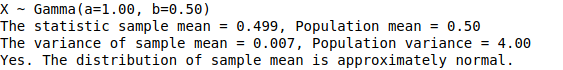 X ~ Gamma(a=1.00, b=0.50)
The statistic sample mean = 0.499, Population mean = 0.50
The variance of sample mean = 0.007, Population variance = 4.00
Yes. The distribution of sample mean is approximately normal.